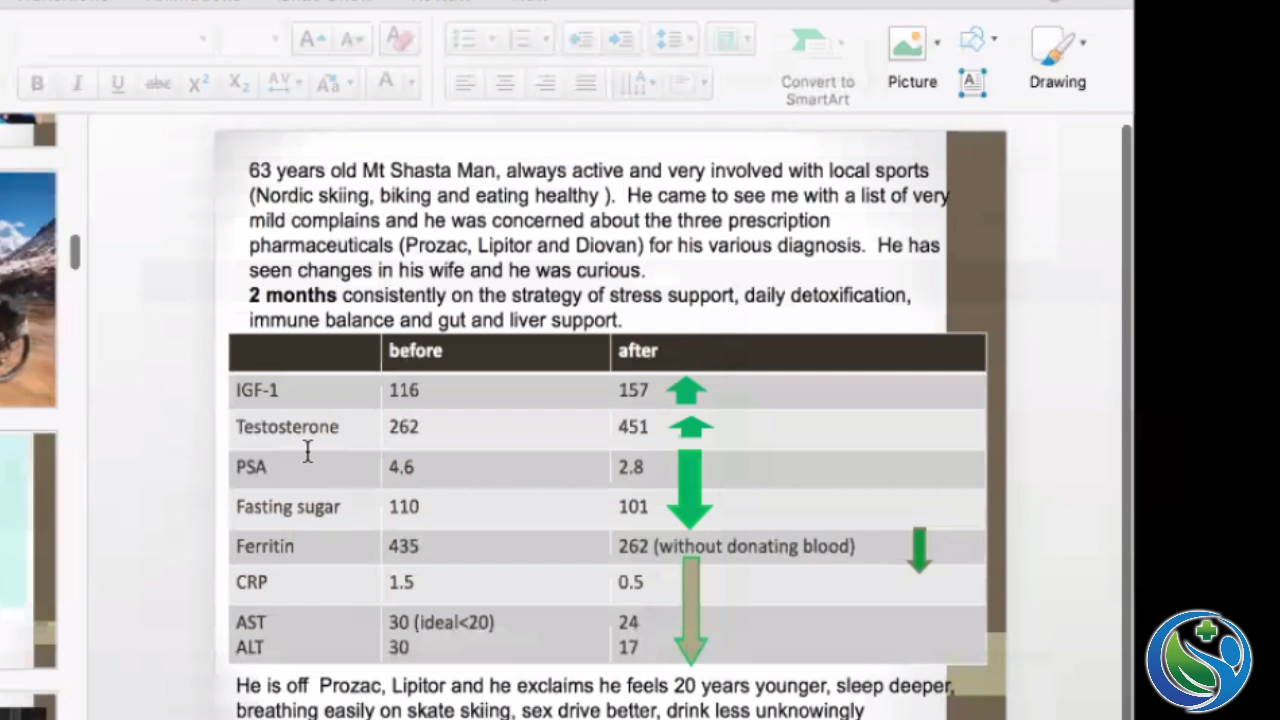 B I U abc X² X₂ AV Aa A
Convert to
SmartArt
Picture
Drawing
63 years old Mt Shasta Man, always active and very involved with local sports
(Nordic skiing, biking and eating healthy ).  He came to see me with a list of very
mild complains and he was concerned about the three prescription
pharmaceuticals (Prozac, Lipitor and Diovan) for his various diagnosis.  He has
seen changes in his wife and he was curious.
2 months consistently on the strategy of stress support, daily detoxification,
immune balance and gut and liver support.
before after
IGF-1 116 157
Testosterone 262 451
PSA 4.6 2.8
Fasting sugar 110 101
Ferritin 435 262 (without donating blood)
CRP 1.5 0.5
AST 30 (ideal<20) 24
ALT 30 17
He is off  Prozac, Lipitor and he exclaims he feels 20 years younger, sleep deeper,
breathing easily on skate skiing, sex drive better, drink less unknowingly